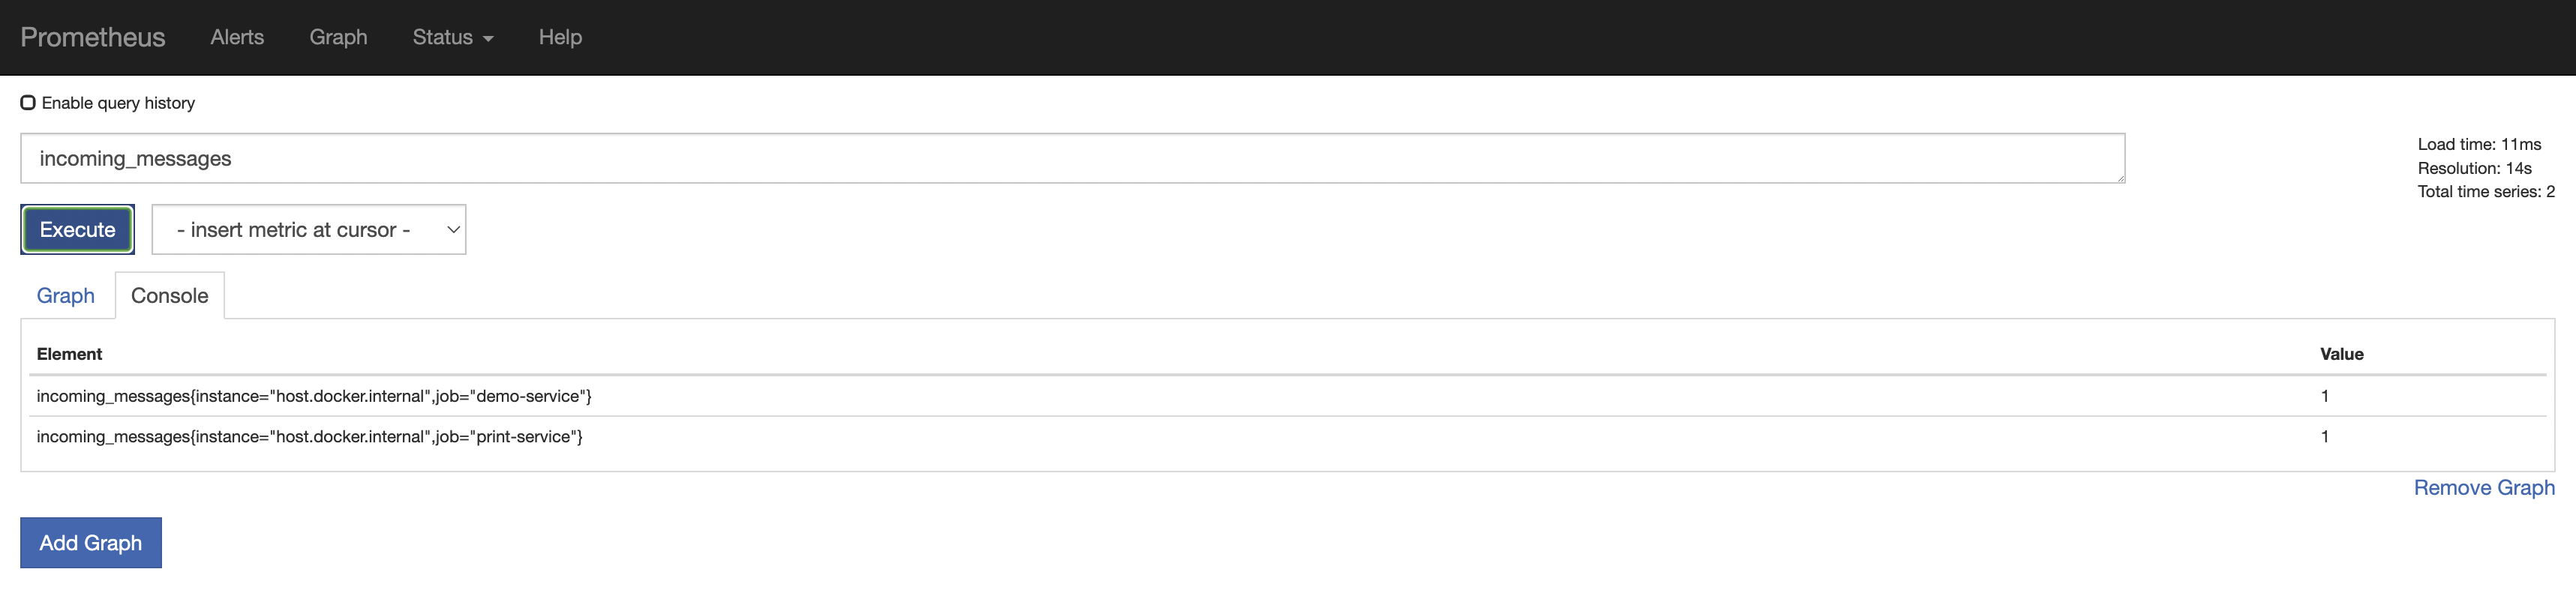 Prometheus Alerts Graph Status Help
Enable query history
incoming_messages
Load time: 11ms
Resolution: 14s
Total time series: 2
Execute - insert metric at cursor -
Graph Console
Element Value
incoming_messages{instance="host.docker.internal",job="demo-service"} 1
incoming_messages{instance="host.docker.internal",job="print-service"} 1
Remove Graph
Add Graph